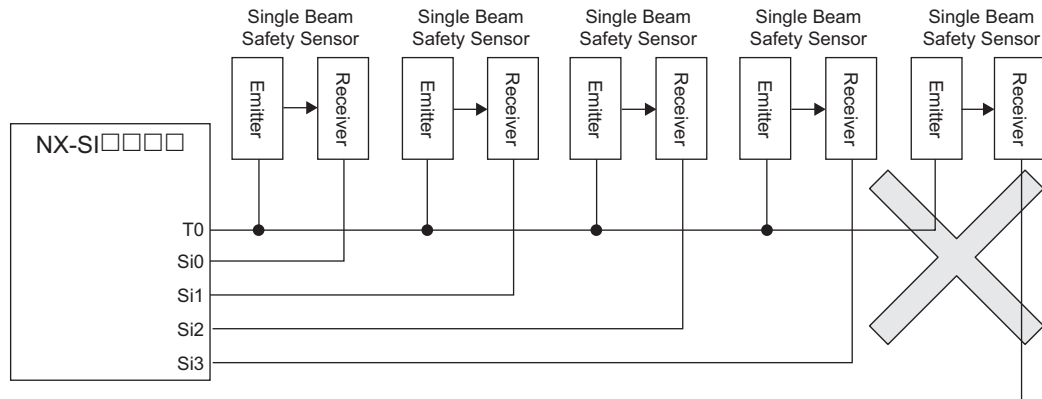 Single Beam
Safety Sensor
Single Beam
Safety Sensor
Single Beam
Safety Sensor
Single Beam
Safety Sensor
Single Beam
Safety Sensor
Emitter
Receiver
Emitter
Receiver
Emitter
Receiver
Emitter
Receiver
Emitter
Receiver
NX-SI□□□□
T0
Si0
Si1
Si2
Si3